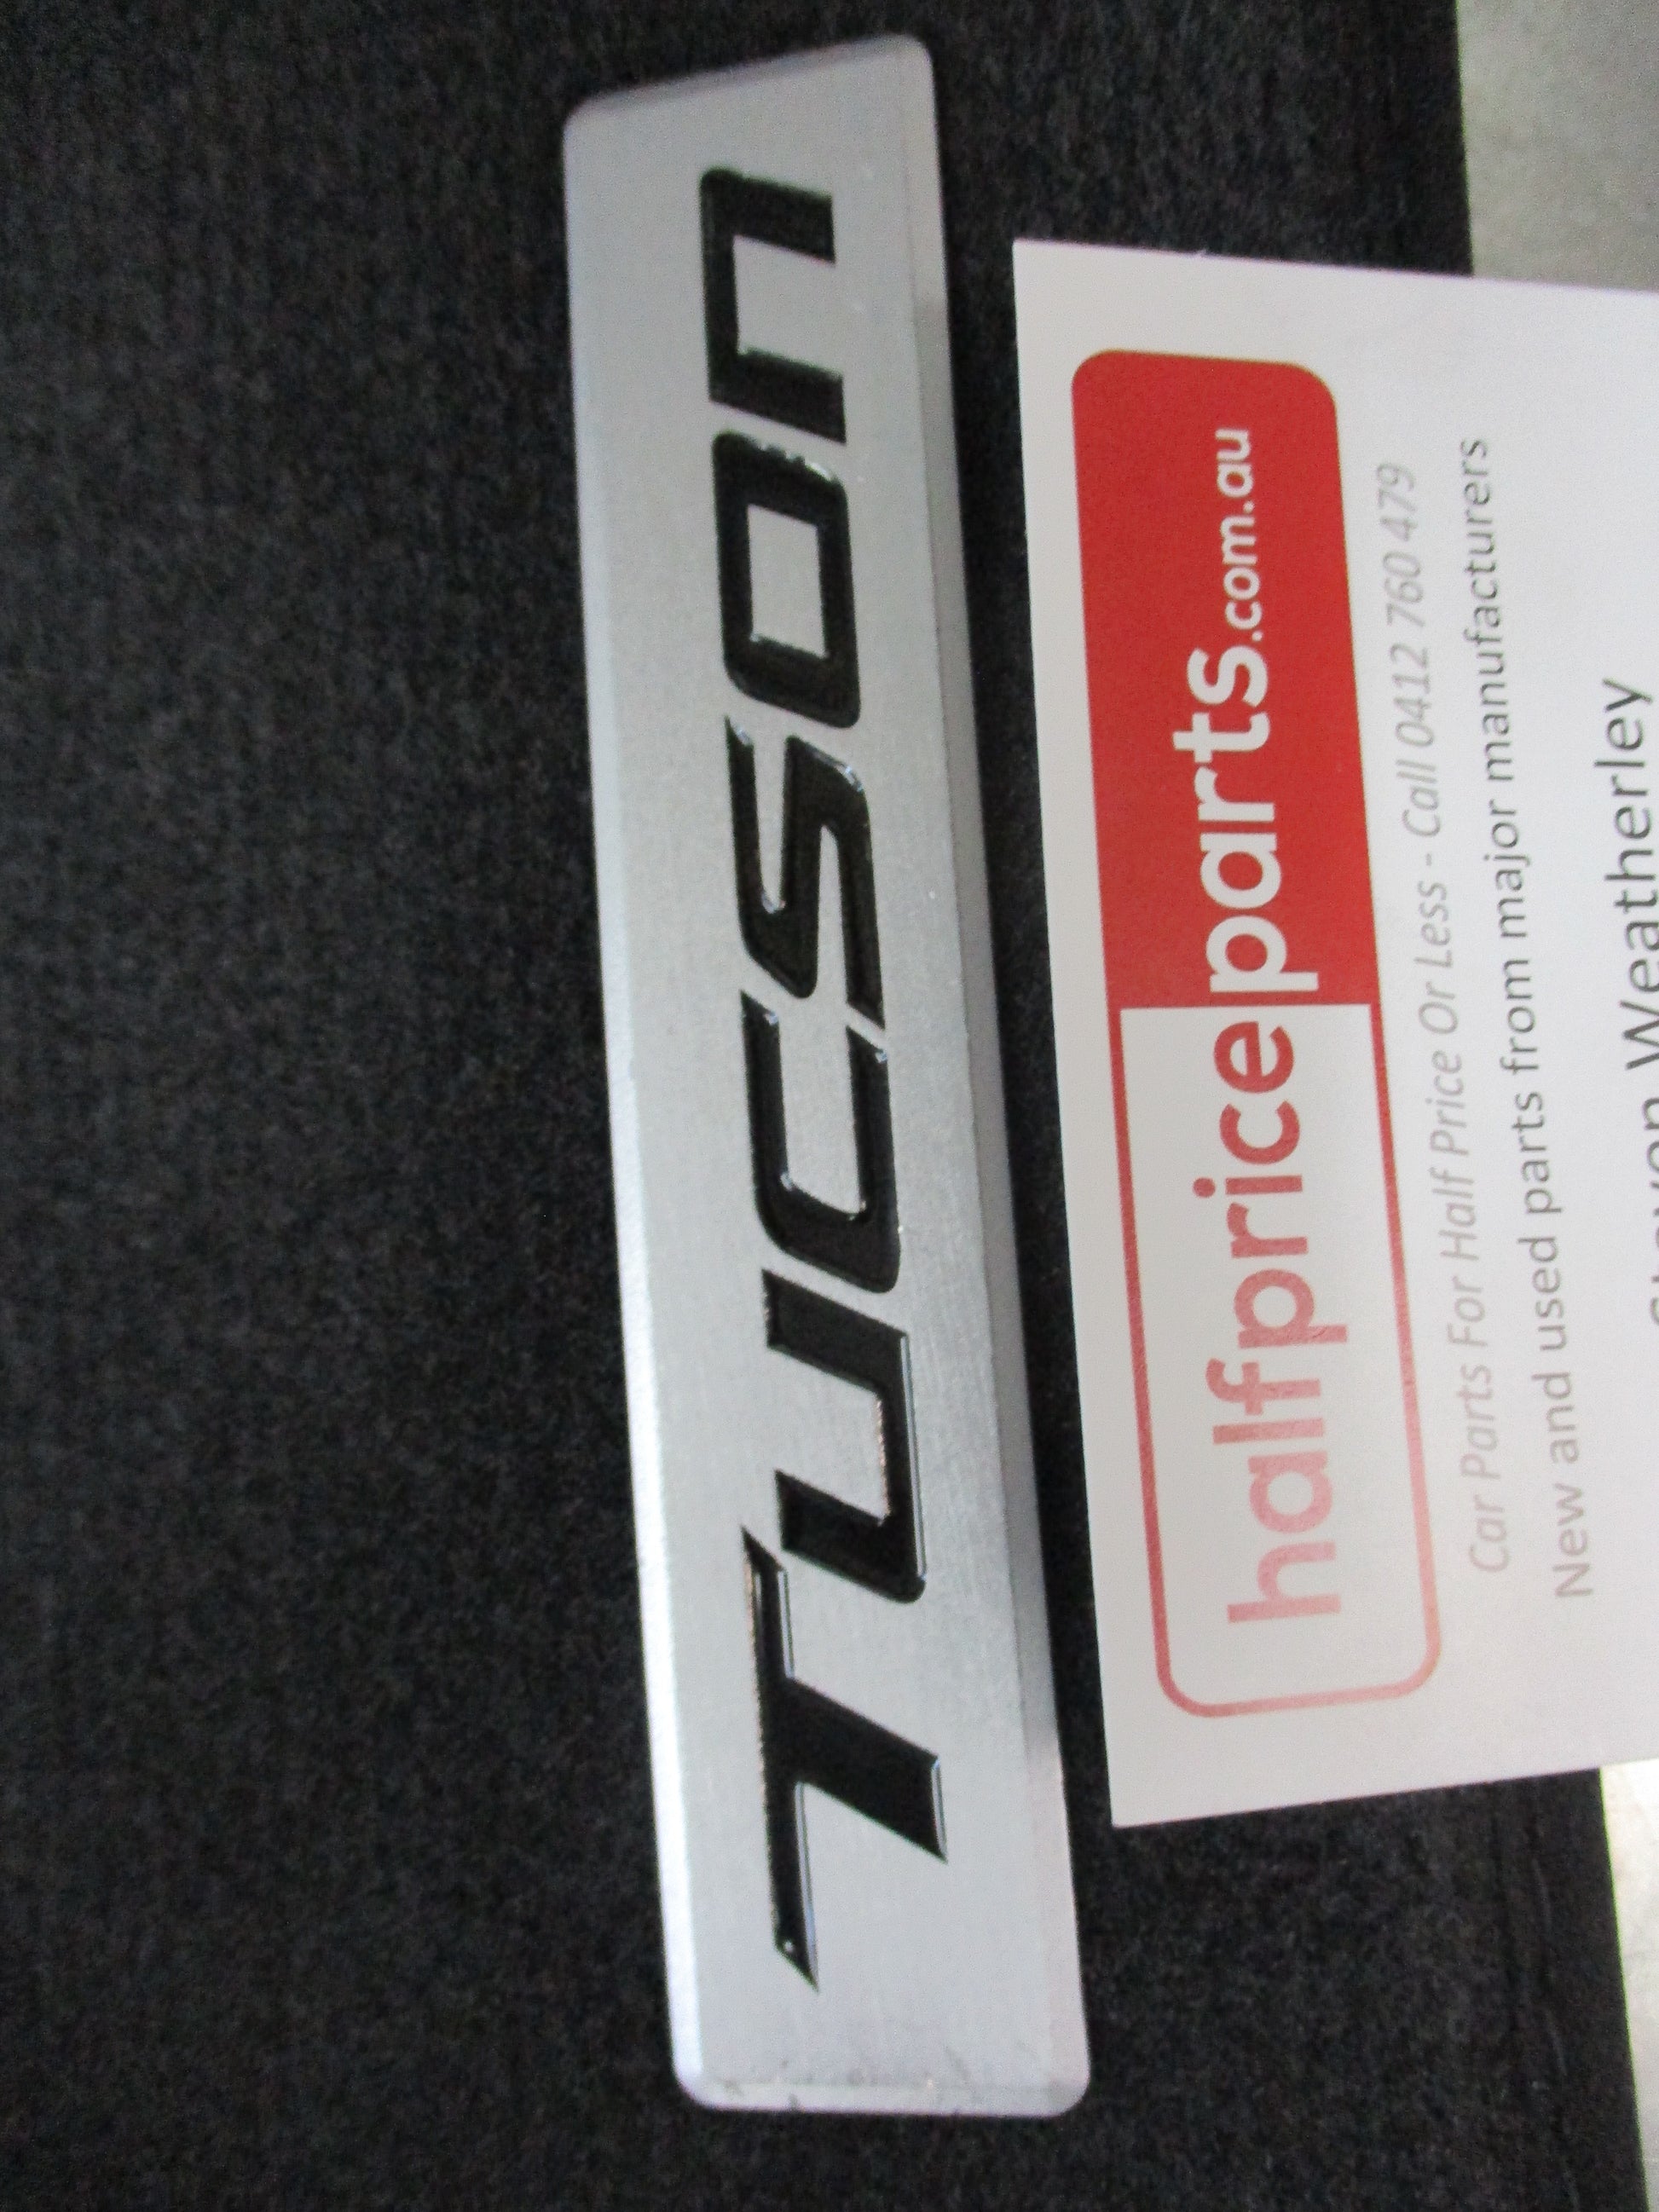 Tucson
halfpriceparts.com.au
Car Parts For Half Price Or Less - Call 0412 760 479
New and used parts from major manufacturers
Weatherley